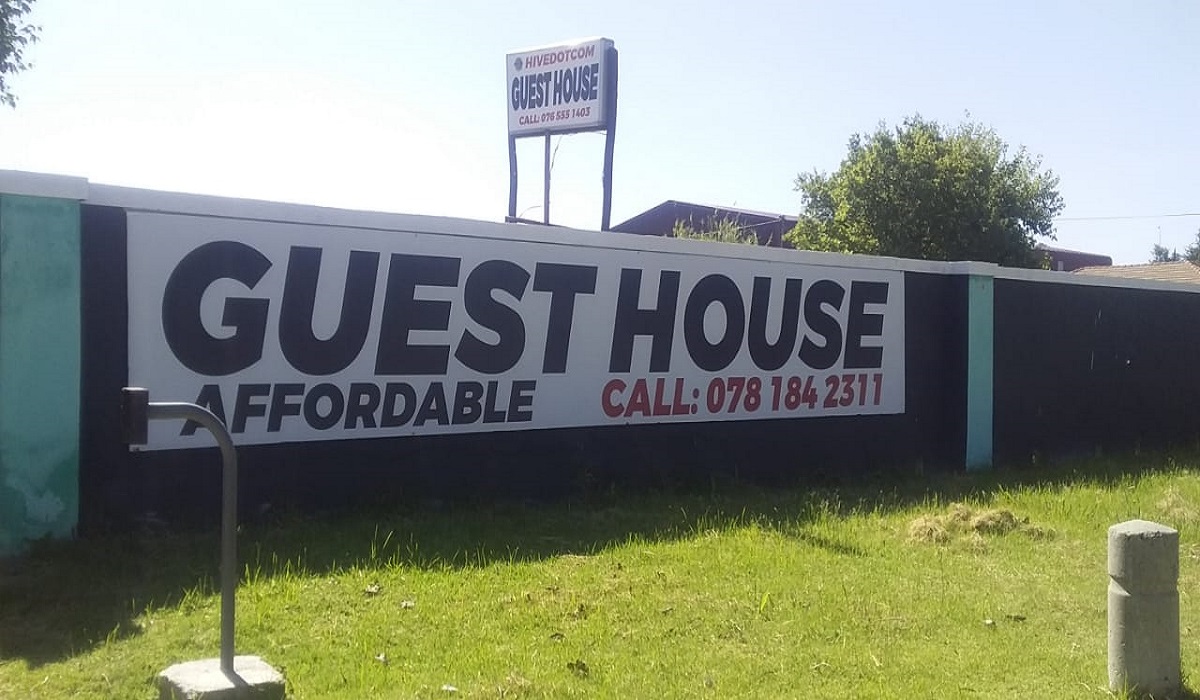 HIVEDOTCOM
GUEST HOUSE
CALL: 076 555 1403
GUEST HOUSE
AFFORDABLE CALL: 078 184 2311